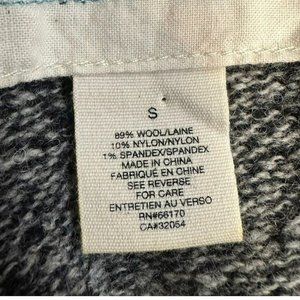 S
89% WOOL/LAINE
10% NYLON/NYLON
1% SPANDEX/SPANDEX
MADE IN CHINA
FABRIQUÉ EN CHINE
SEE REVERSE
FOR CARE
ENTRETIEN AU VERSO
RN#66170
CA#32054